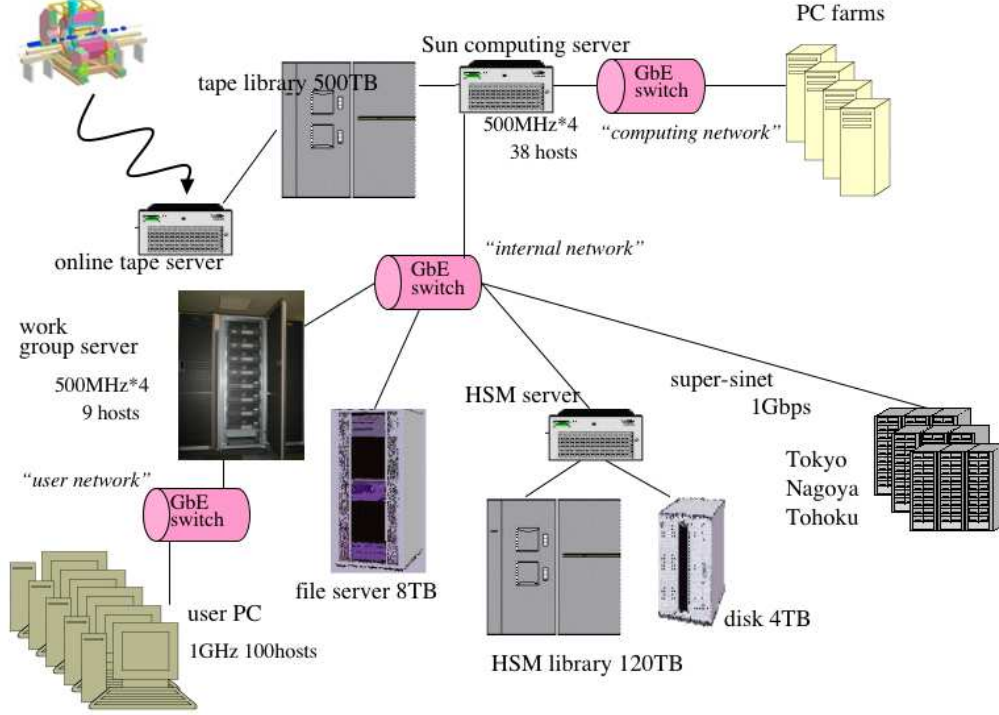 PC farms
Sun computing server
tape library 500TB
GbE
switch
500MHz*4
38 hosts
“computing network”
online tape server
“internal network”
GbE
switch
work
group server
500MHz*4
9 hosts
HSM server
super-sinet
1Gbps
Tokyo
Nagoya
Tohoku
“user network”
GbE
switch
file server 8TB
user PC
1GHz 100hosts
disk 4TB
HSM library 120TB